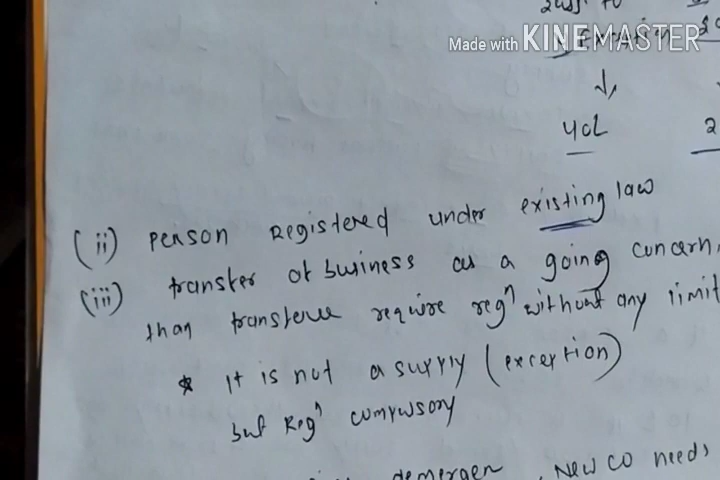 Made with KINEMASTER
40L
2
(ii) Person Registered under existing law
(iii) transfer of business as a going concern,
than transferee require regⁿ without any limit
* It is not a supply (exception)
but Regⁿ compulsory
demerger, New CO needs